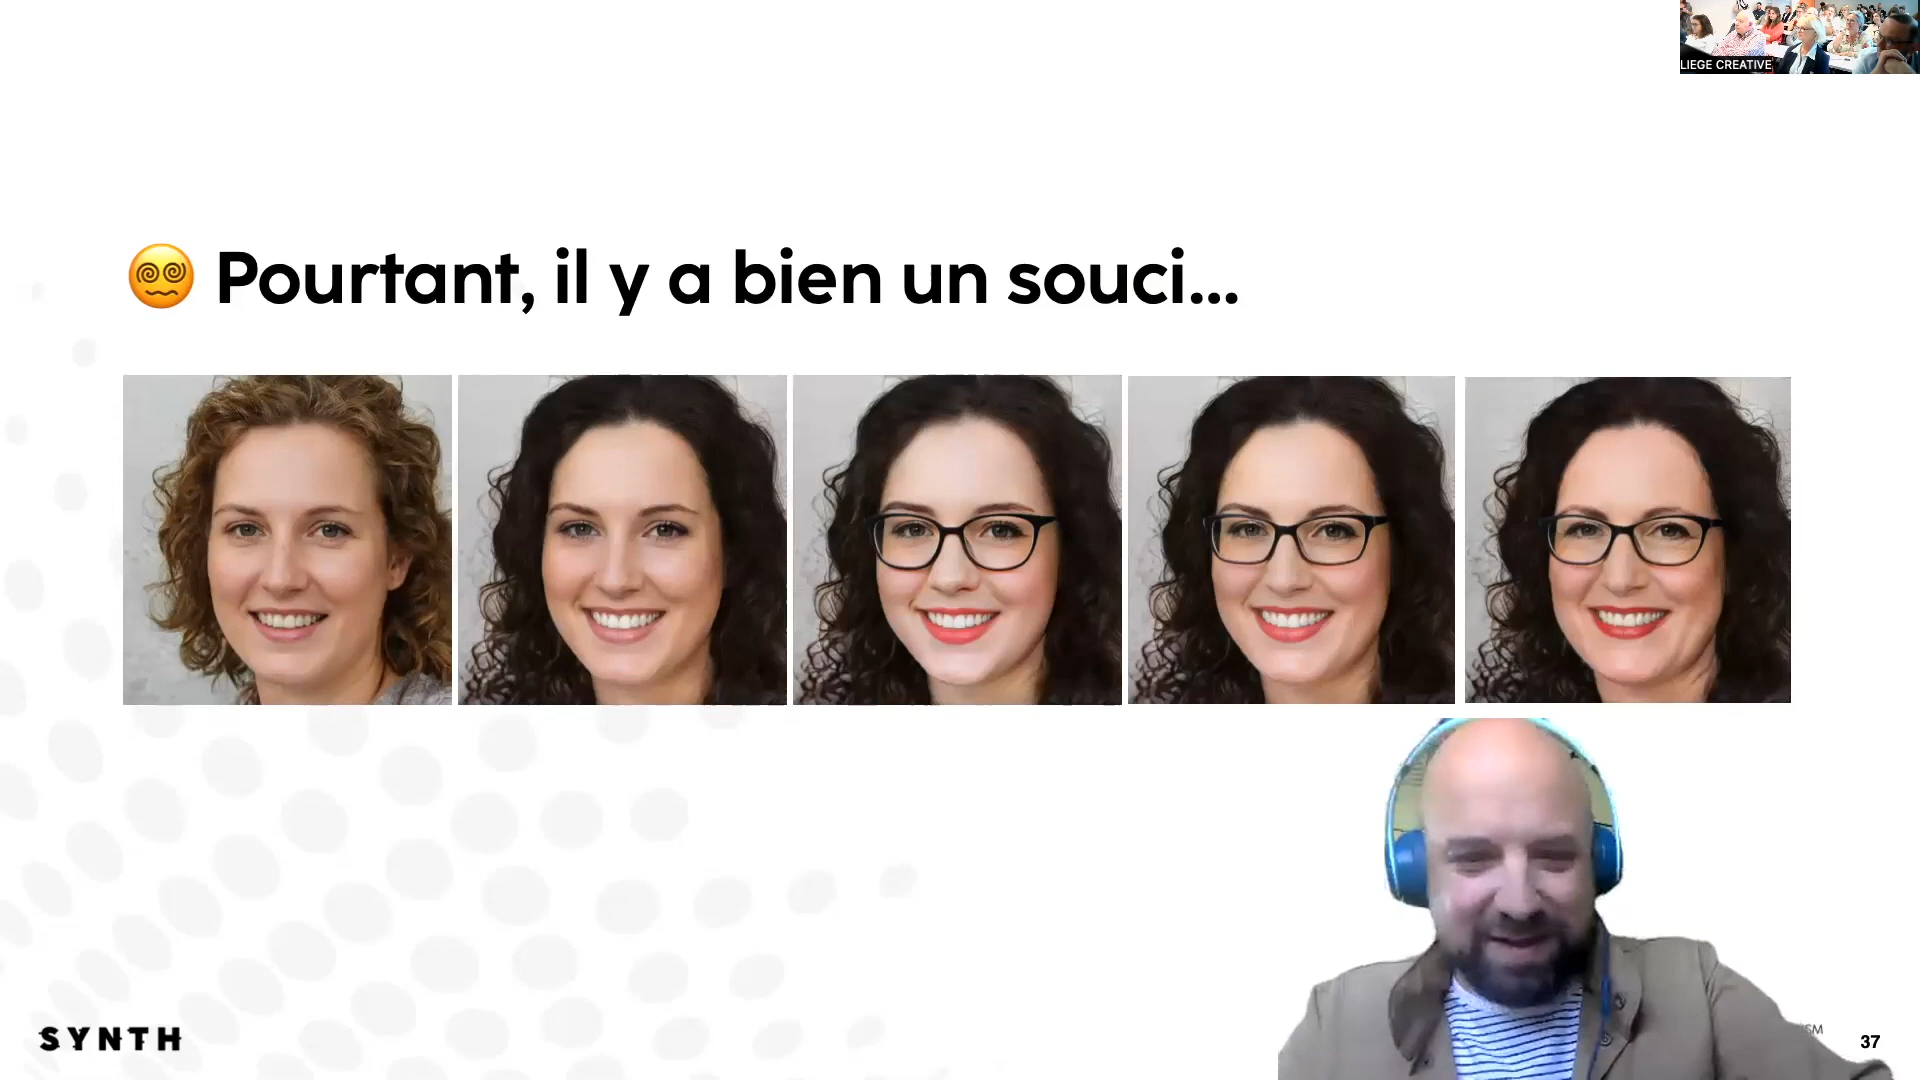 LIEGE CREATIVE
😵‍💫 Pourtant, il y a bien un souci...
SYNTH
37